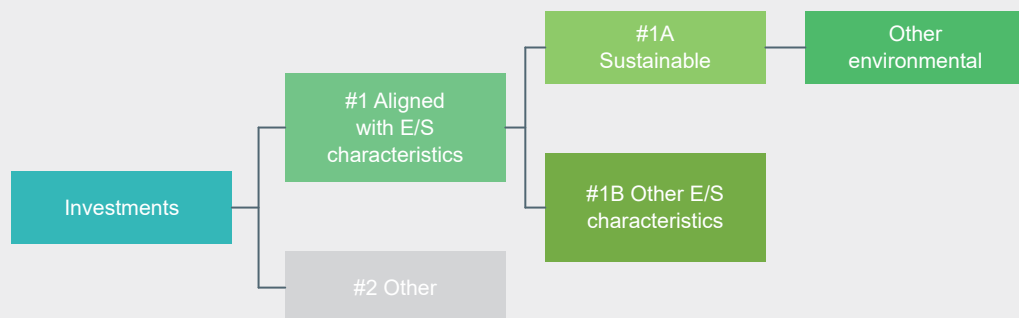 Investments
#1 Aligned
with E/S
characteristics
#2 Other
#1A
Sustainable
#1B Other E/S
characteristics
Other
environmental